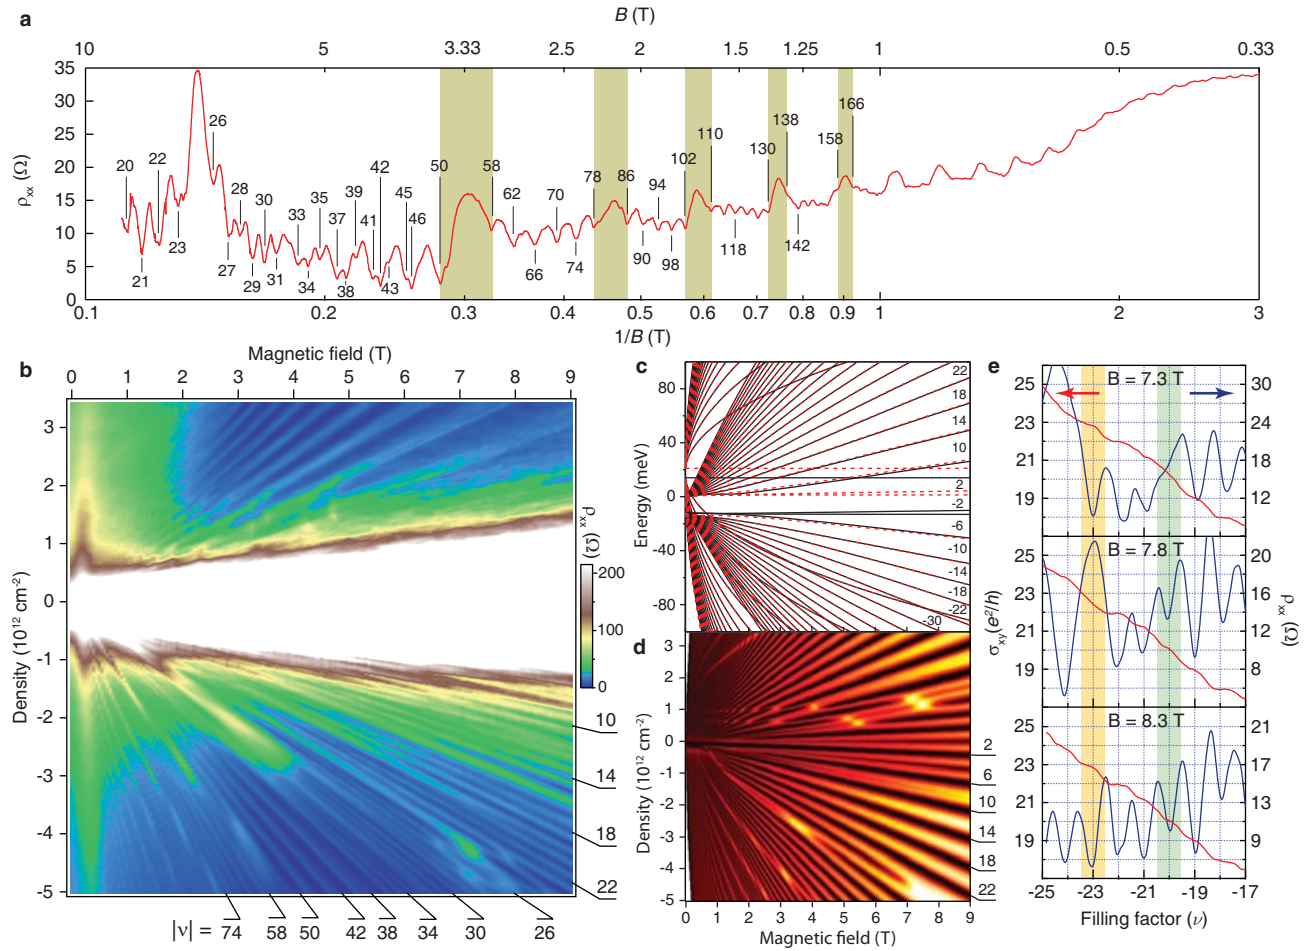 a
B (T)
10 5 3.33 2.5 2 1.5 1.25 1 0.5 0.33
ρxx (Ω)
35
30
25
20
15
10
5
0
20 22 26 28 30 33 35 39 42 45 50 58 62 70 78 86 94 102 110 130 138 158 166
21 23 27 29 31 34 37 38 41 43 46 66 74 90 98 118 142
0.1 0.2 0.3 0.4 0.5 0.6 0.7 0.8 0.9 1 2 3
1/B (T)
b
Magnetic field (T)
0 1 2 3 4 5 6 7 8 9
Density (10¹² cm⁻²)
3
2
1
0
-1
-2
-3
-4
-5
ρxx (Ω)
200
100
0
10
14
18
22
|ν| = 74 58 50 42 38 34 30 26
c
Energy (meV)
80
40
0
-40
-80
22
18
14
10
2
-2
-6
-10
-14
-18
-22
-30
d
Density (10¹² cm⁻²)
3
2
1
0
-1
-2
-3
-4
-5
2
6
10
14
18
22
0 1 2 3 4 5 6 7 8 9
Magnetic field (T)
e
B = 7.3 T
25
23
21
19
30
24
18
12
B = 7.8 T
σxy(e²/h)
25
23
21
19
20
16
12
8
ρxx (Ω)
B = 8.3 T
25
23
21
19
21
17
13
9
-25 -23 -21 -19 -17
Filling factor (ν)